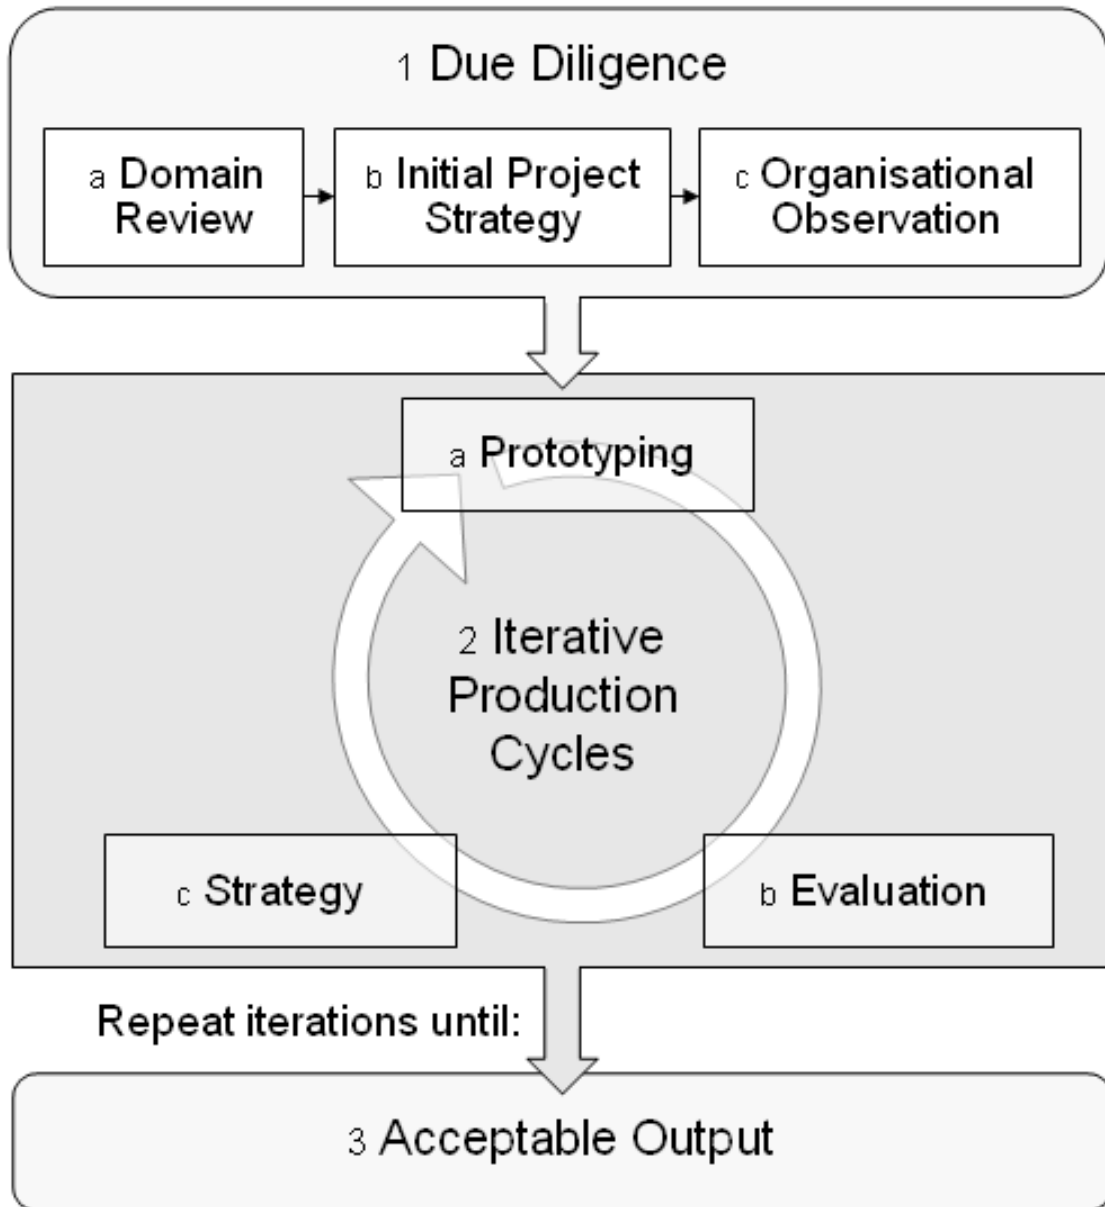 1 Due Diligence
a Domain
Review
b Initial Project
Strategy
c Organisational
Observation
a Prototyping
2 Iterative
Production
Cycles
c Strategy
b Evaluation
Repeat iterations until:
3 Acceptable Output